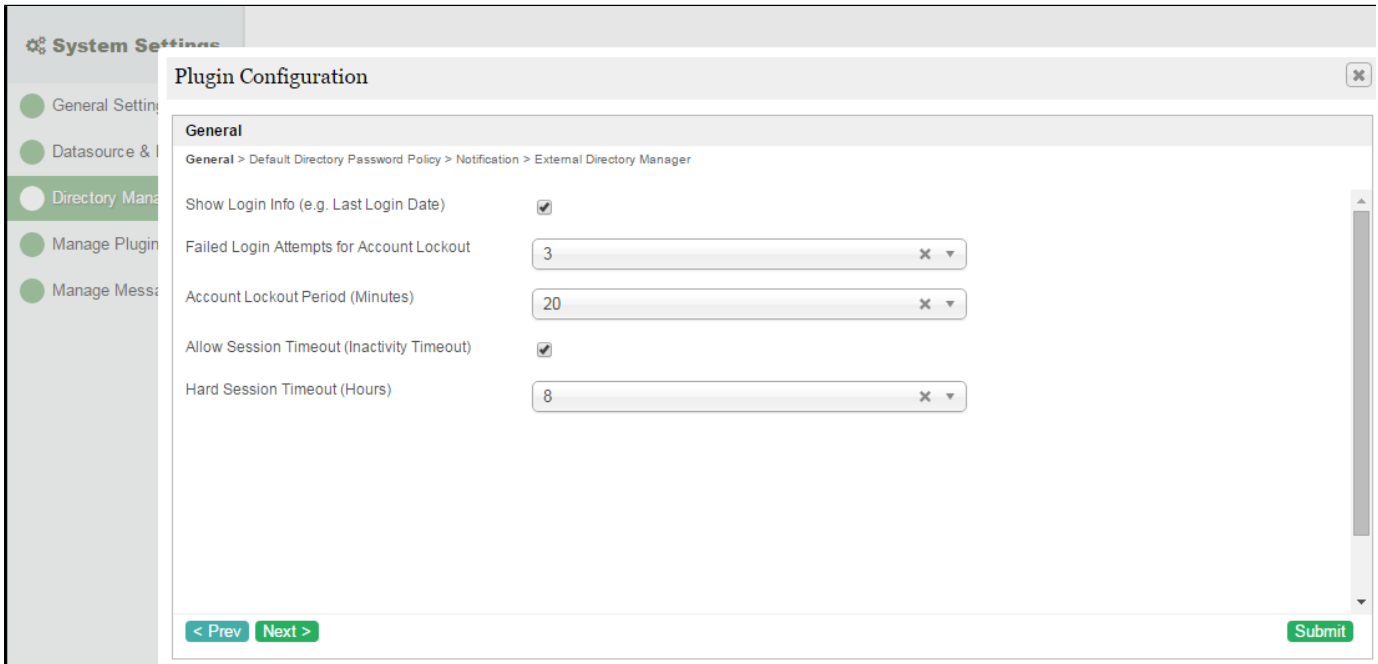 System Settings
Plugin Configuration
General Setting
Datasource &
Directory Mana
Manage Plugin
Manage Messa
General
General > Default Directory Password Policy > Notification > External Directory Manager
Show Login Info (e.g. Last Login Date)
Failed Login Attempts for Account Lockout
3
Account Lockout Period (Minutes)
20
Allow Session Timeout (Inactivity Timeout)
Hard Session Timeout (Hours)
8
< Prev
Next >
Submit